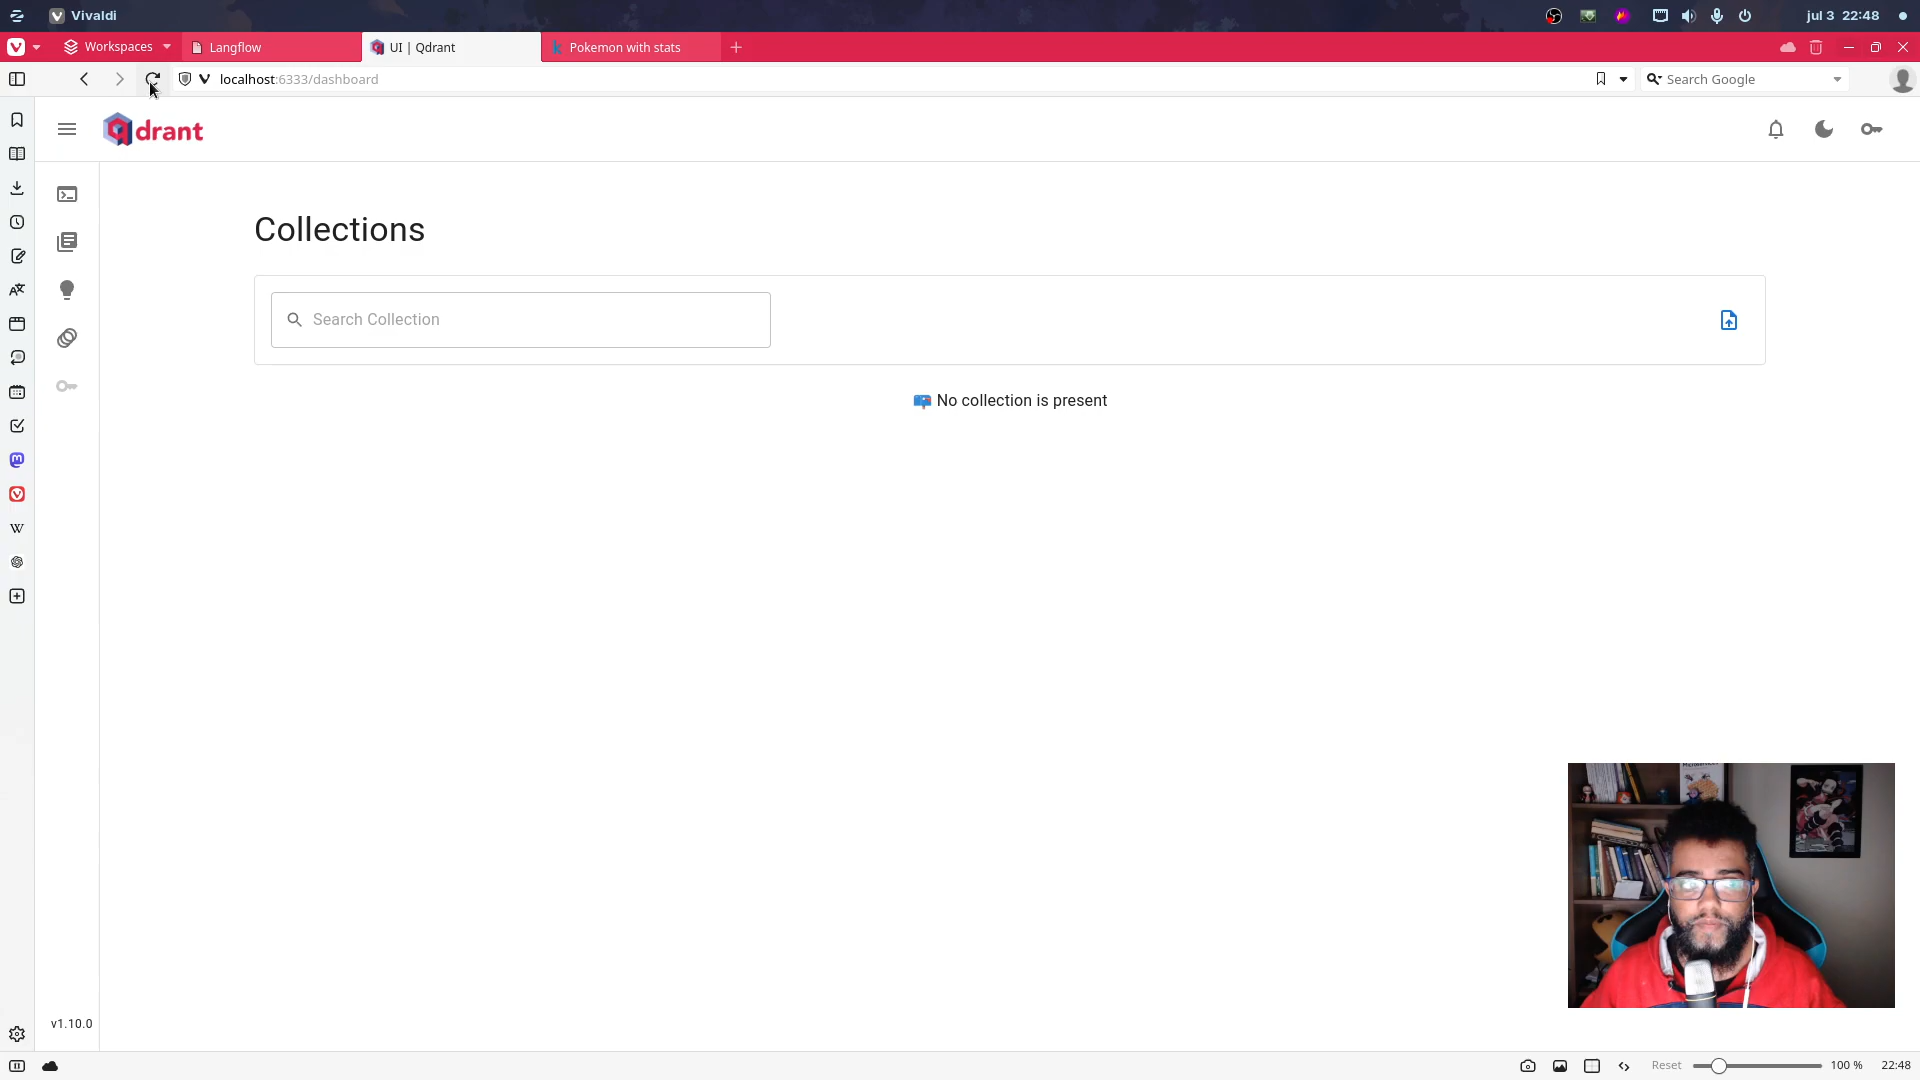 Vivaldi
jul 3 22:48
Workspaces
Langflow
UI | Qdrant
Pokemon with stats
localhost:6333/dashboard
Search Google
qdrant
Collections
Search Collection
No collection is present
v1.10.0
Reset
100 %
22:48